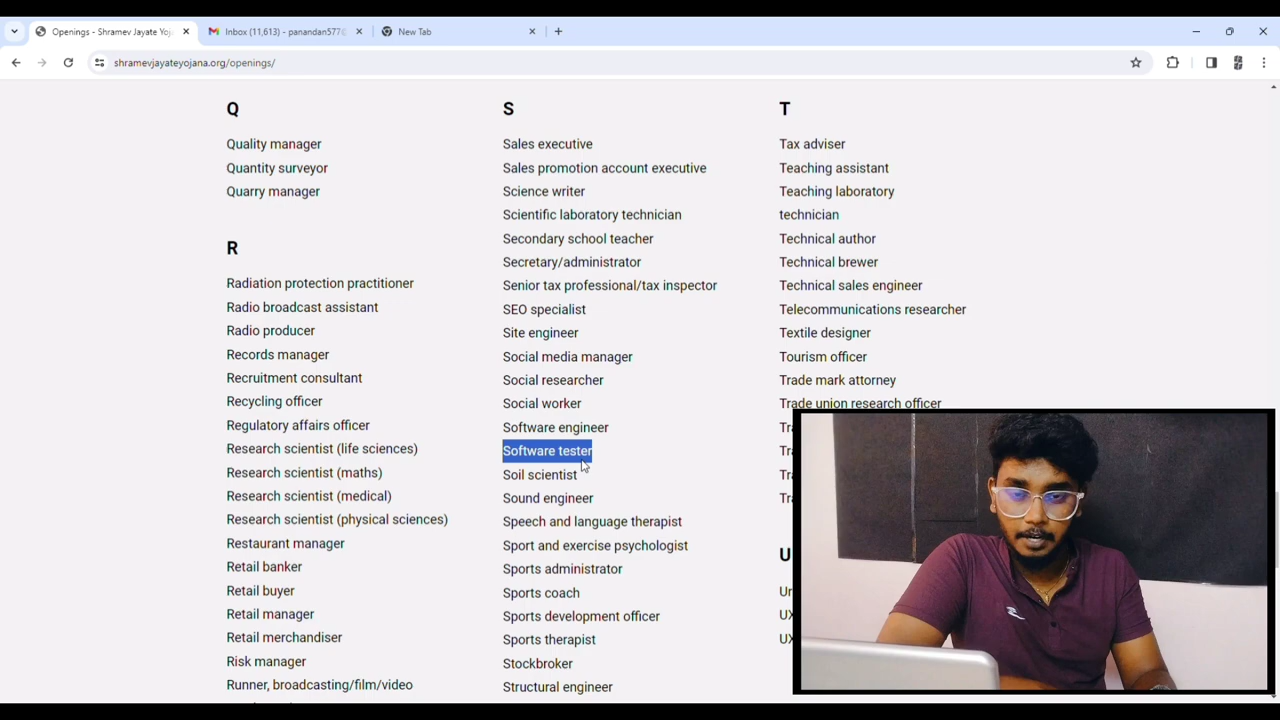 Openings - Shramev Jayate Yoj
Inbox (11,613) - panandan577@
New Tab
shramevjayateyojana.org/openings/
Q
Quality manager
Quantity surveyor
Quarry manager
R
Radiation protection practitioner
Radio broadcast assistant
Radio producer
Records manager
Recruitment consultant
Recycling officer
Regulatory affairs officer
Research scientist (life sciences)
Research scientist (maths)
Research scientist (medical)
Research scientist (physical sciences)
Restaurant manager
Retail banker
Retail buyer
Retail manager
Retail merchandiser
Risk manager
Runner, broadcasting/film/video
S
Sales executive
Sales promotion account executive
Science writer
Scientific laboratory technician
Secondary school teacher
Secretary/administrator
Senior tax professional/tax inspector
SEO specialist
Site engineer
Social media manager
Social researcher
Social worker
Software engineer
Software tester
Soil scientist
Sound engineer
Speech and language therapist
Sport and exercise psychologist
Sports administrator
Sports coach
Sports development officer
Sports therapist
Stockbroker
Structural engineer
T
Tax adviser
Teaching assistant
Teaching laboratory
technician
Technical author
Technical brewer
Technical sales engineer
Telecommunications researcher
Textile designer
Tourism officer
Trade mark attorney
Trade union research officer
Tra
Tra
Tra
Tra
U
Ur
UX
UX